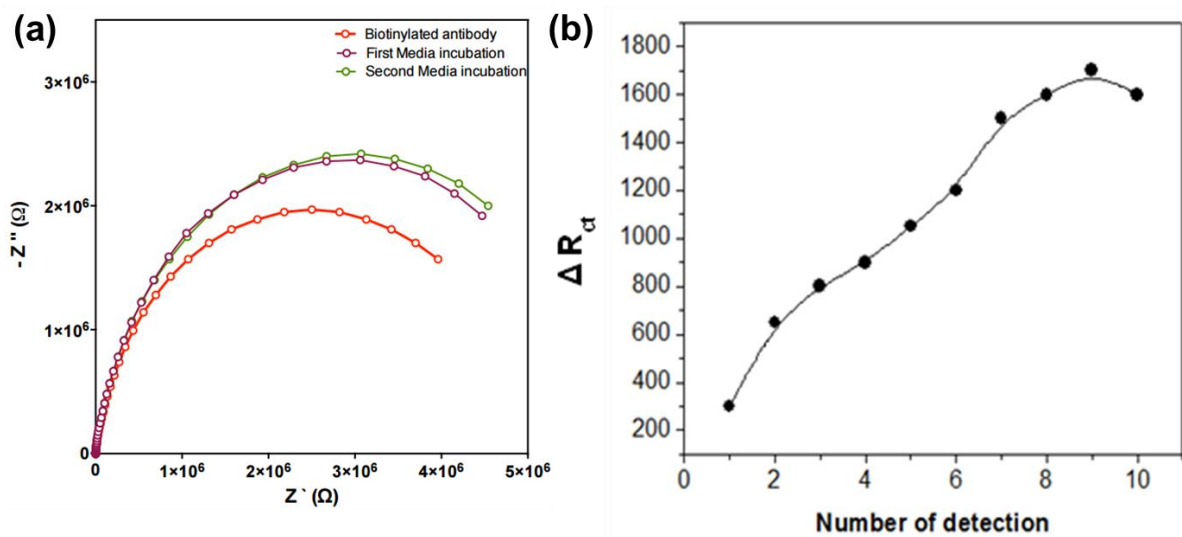 (a)
Biotinylated antibody
First Media incubation
Second Media incubation
3×10⁶
2×10⁶
1×10⁶
0
- Z'' (Ω)
0 1×10⁶ 2×10⁶ 3×10⁶ 4×10⁶ 5×10⁶
Z ` (Ω)
(b)
1800
1600
1400
1200
1000
800
600
400
200
Δ R_ct
0 2 4 6 8 10
Number of detection